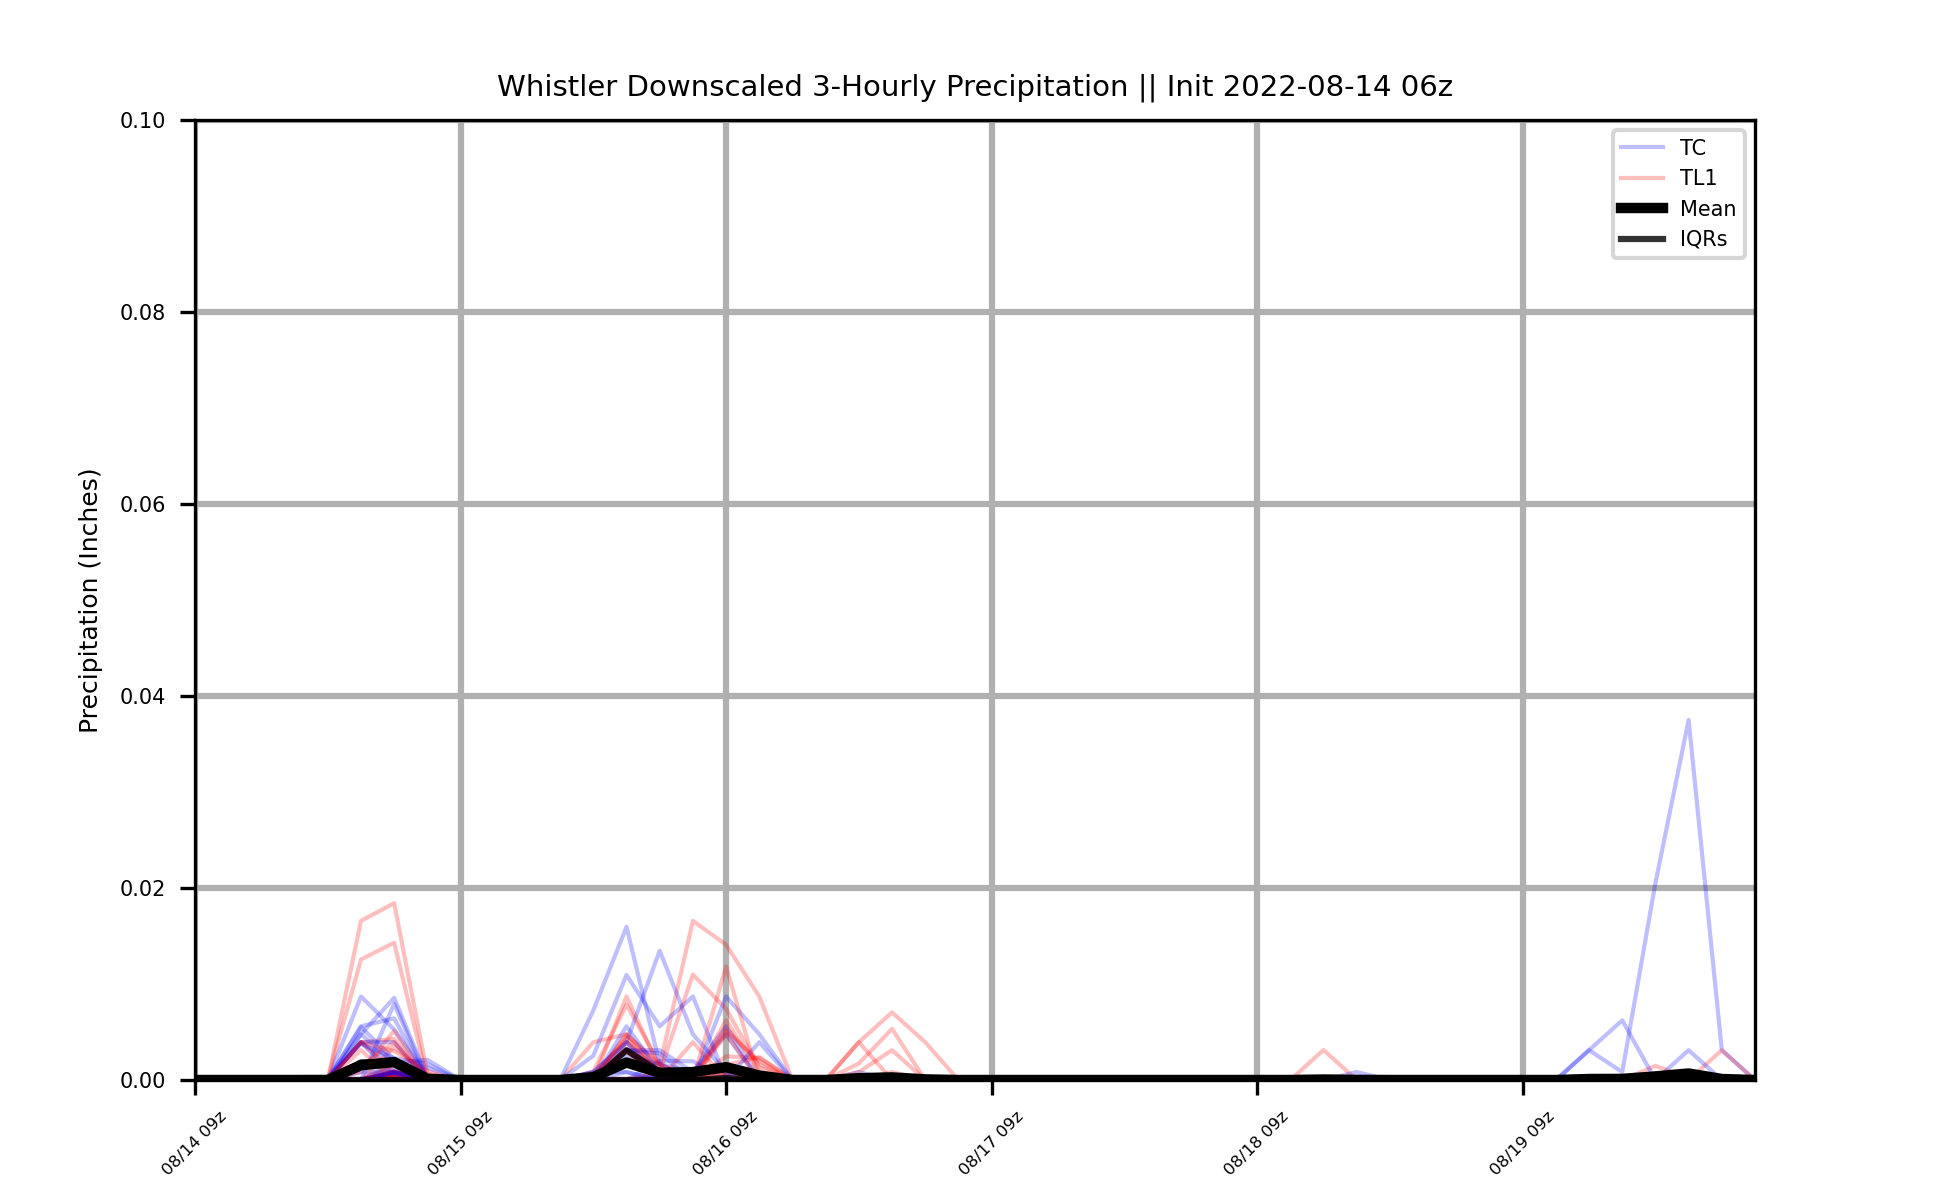 Whistler Downscaled 3-Hourly Precipitation || Init 2022-08-14 06z
0.10
0.08
0.06
0.04
0.02
0.00
Precipitation (Inches)
TC
TL1
Mean
IQRs
08/14 09z
08/15 09z
08/16 09z
08/17 09z
08/18 09z
08/19 09z